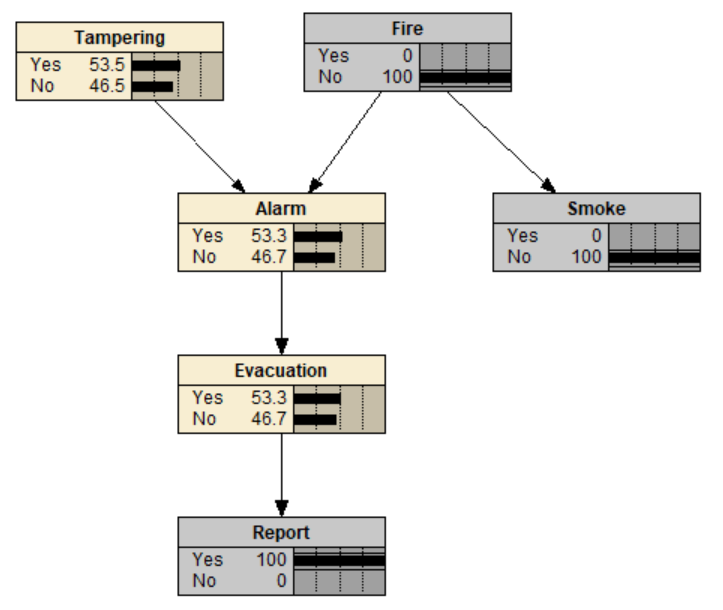 Tampering
Yes 53.5
No 46.5
Fire
Yes 0
No 100
Alarm
Yes 53.3
No 46.7
Smoke
Yes 0
No 100
Evacuation
Yes 53.3
No 46.7
Report
Yes 100
No 0